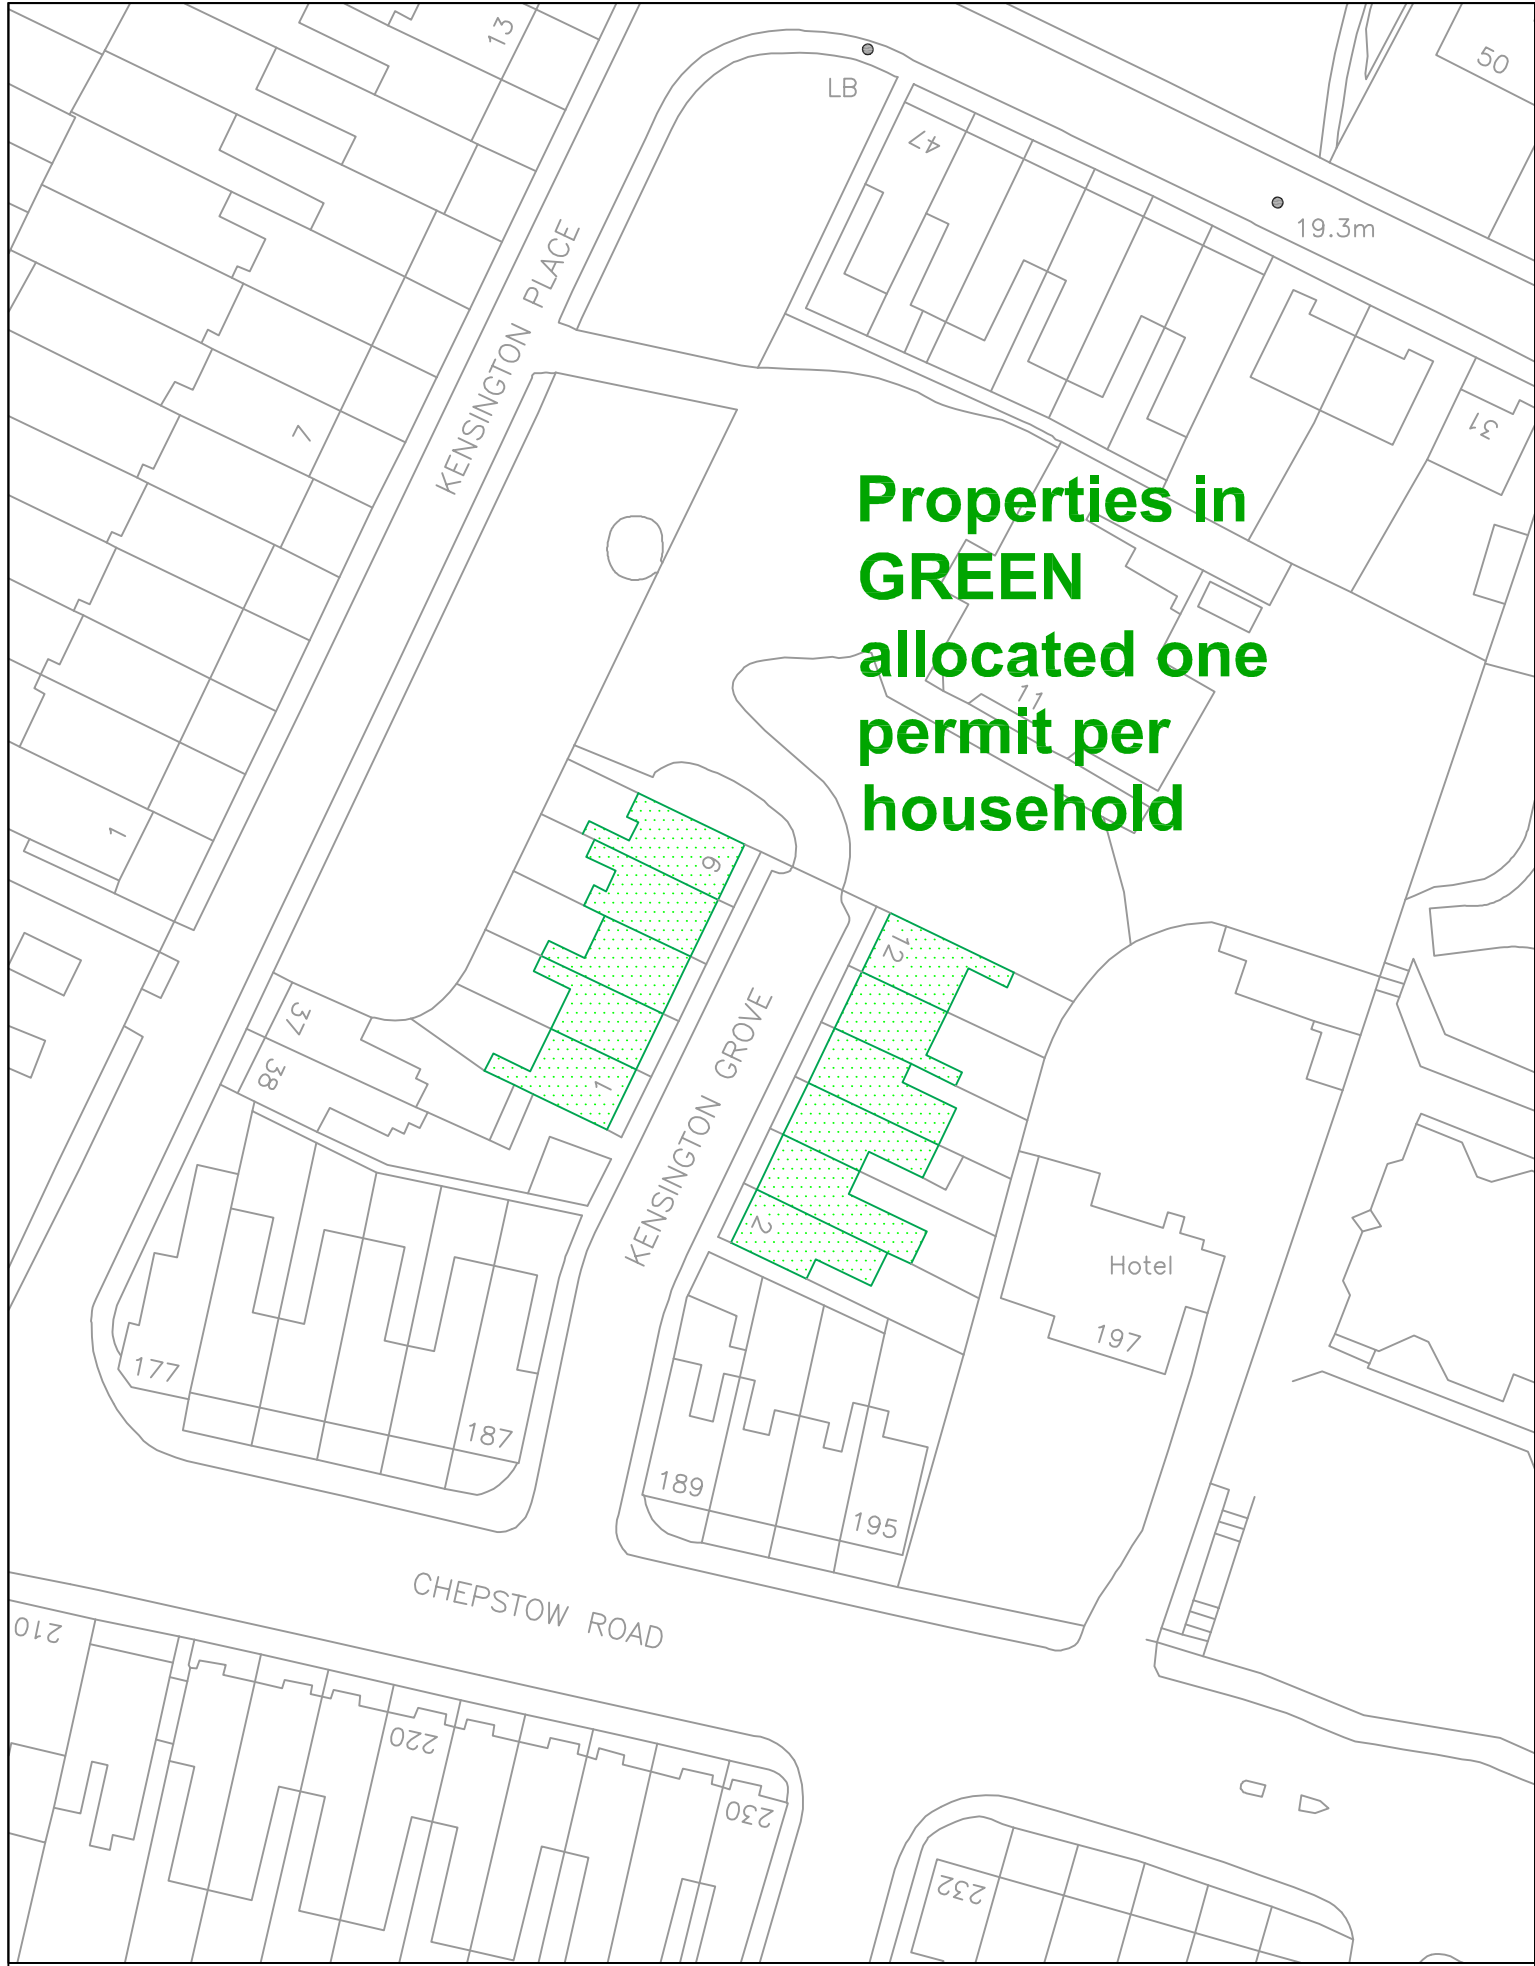 13
50
LB
47
19.3m
KENSINGTON PLACE
7
31
Properties in
GREEN
allocated one
permit per
household
11
1
9
12
37
38
1
KENSINGTON GROVE
2
Hotel
197
177
187
189
195
CHEPSTOW ROAD
210
220
230
232